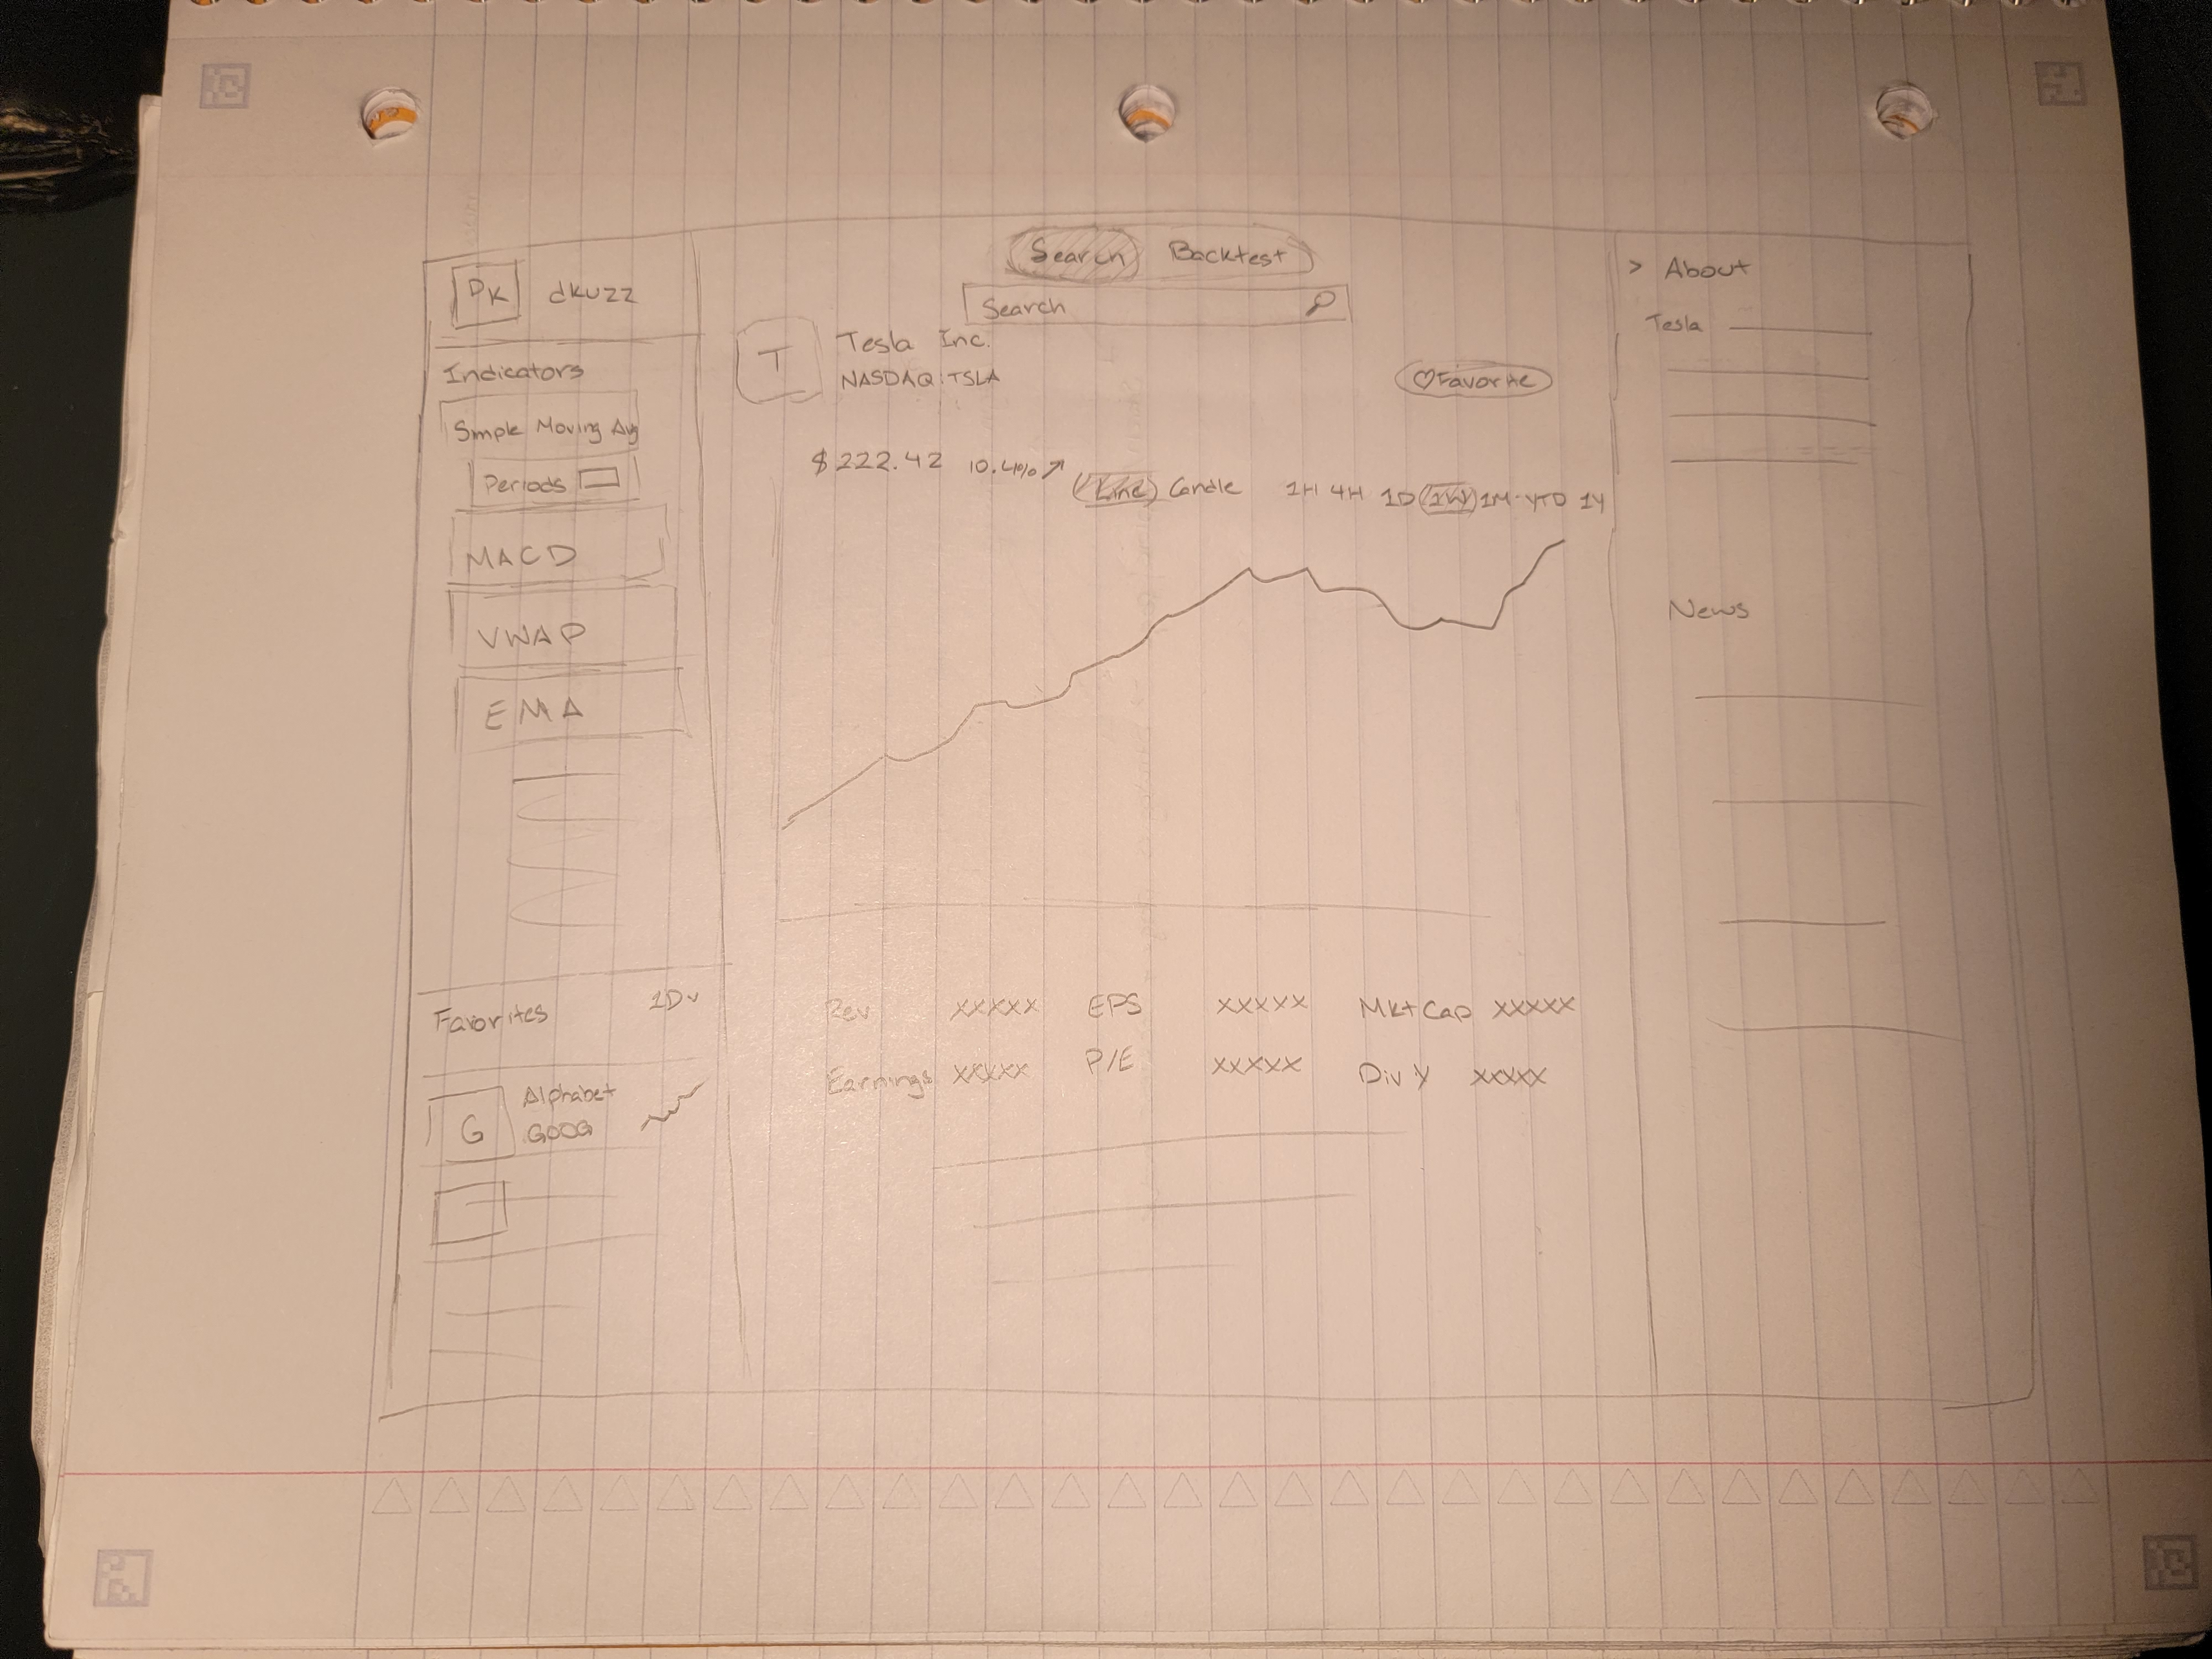 DK dkuzz
Indicators
Simple Moving Avg
Periods
MACD
VWAP
EMA
Favorites 1D
G Alphabet
GOOG
Search Backtest
Search
T Tesla Inc.
NASDAQ:TSLA
Favorite
$222.42 10.4%
Line Candle 1H 4H 1D 1W 1M YTD 1Y
Rev XXXXX EPS XXXXX Mkt Cap XXXXX
Earnings XXXXX P/E XXXXX Div Y XXXXX
> About
Tesla
News